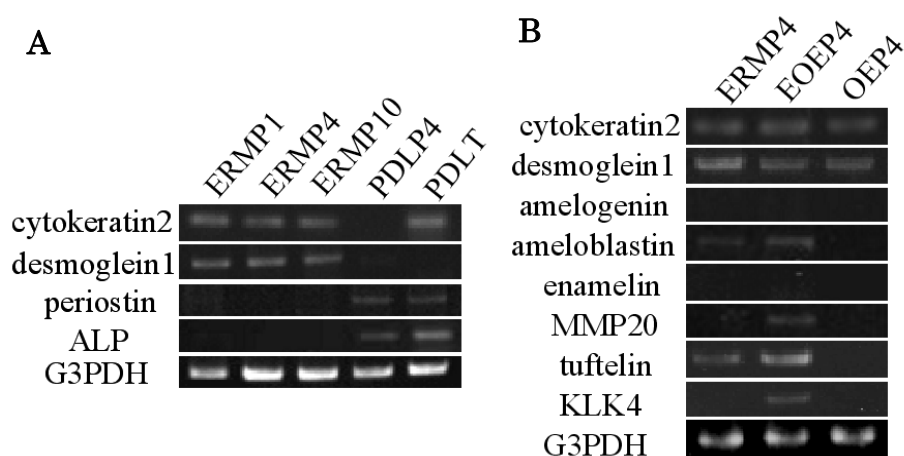 A
ERMP1
ERMP4
ERMP10
PDLP4
PDLT
cytokeratin2
desmoglein1
periostin
ALP
G3PDH
B
ERMP4
EOEP4
OEP4
cytokeratin2
desmoglein1
amelogenin
ameloblastin
enamelin
MMP20
tuftelin
KLK4
G3PDH